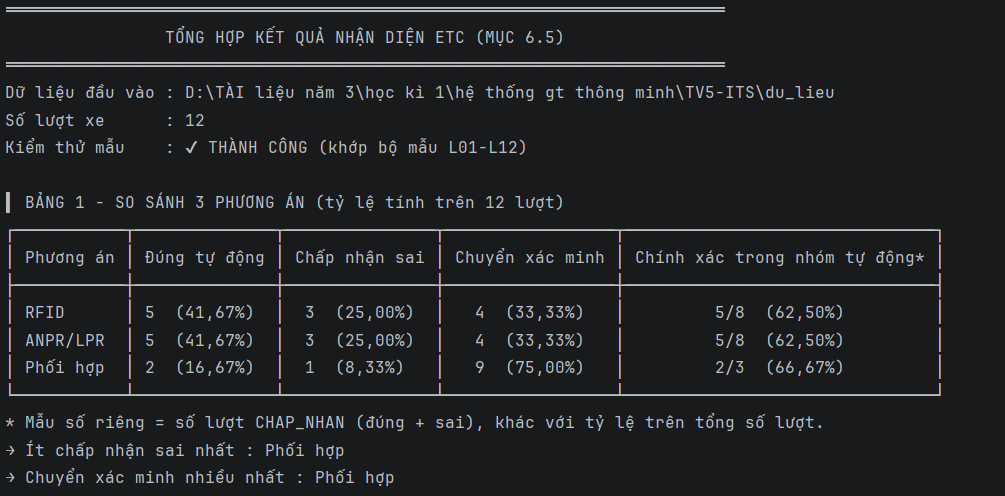 TỔNG HỢP KẾT QUẢ NHẬN DIỆN ETC (MỤC 6.5)
Dữ liệu đầu vào : D:\TÀI liệu năm 3\học kì 1\hệ thống gt thông minh\TV5-ITS\du_lieu
Số lượt xe : 12
Kiểm thử mẫu : ✓ THÀNH CÔNG (khớp bộ mẫu L01-L12)
BẢNG 1 - SO SÁNH 3 PHƯƠNG ÁN (tỷ lệ tính trên 12 lượt)
Phương án | Đúng tự động | Chấp nhận sai | Chuyển xác minh | Chính xác trong nhóm tự động*
RFID | 5 (41,67%) | 3 (25,00%) | 4 (33,33%) | 5/8 (62,50%)
ANPR/LPR | 5 (41,67%) | 3 (25,00%) | 4 (33,33%) | 5/8 (62,50%)
Phối hợp | 2 (16,67%) | 1 (8,33%) | 9 (75,00%) | 2/3 (66,67%)
* Mẫu số riêng = số lượt CHAP_NHAN (đúng + sai), khác với tỷ lệ trên tổng số lượt.
→ Ít chấp nhận sai nhất : Phối hợp
→ Chuyển xác minh nhiều nhất : Phối hợp